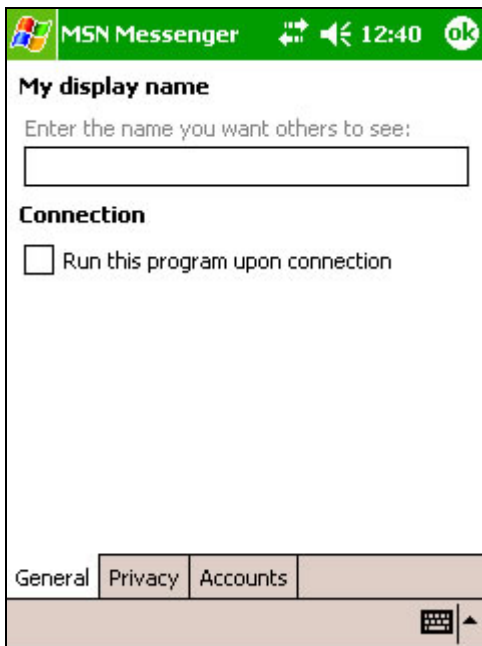 MSN Messenger 12:40 ok
My display name
Enter the name you want others to see:
Connection
Run this program upon connection
General Privacy Accounts